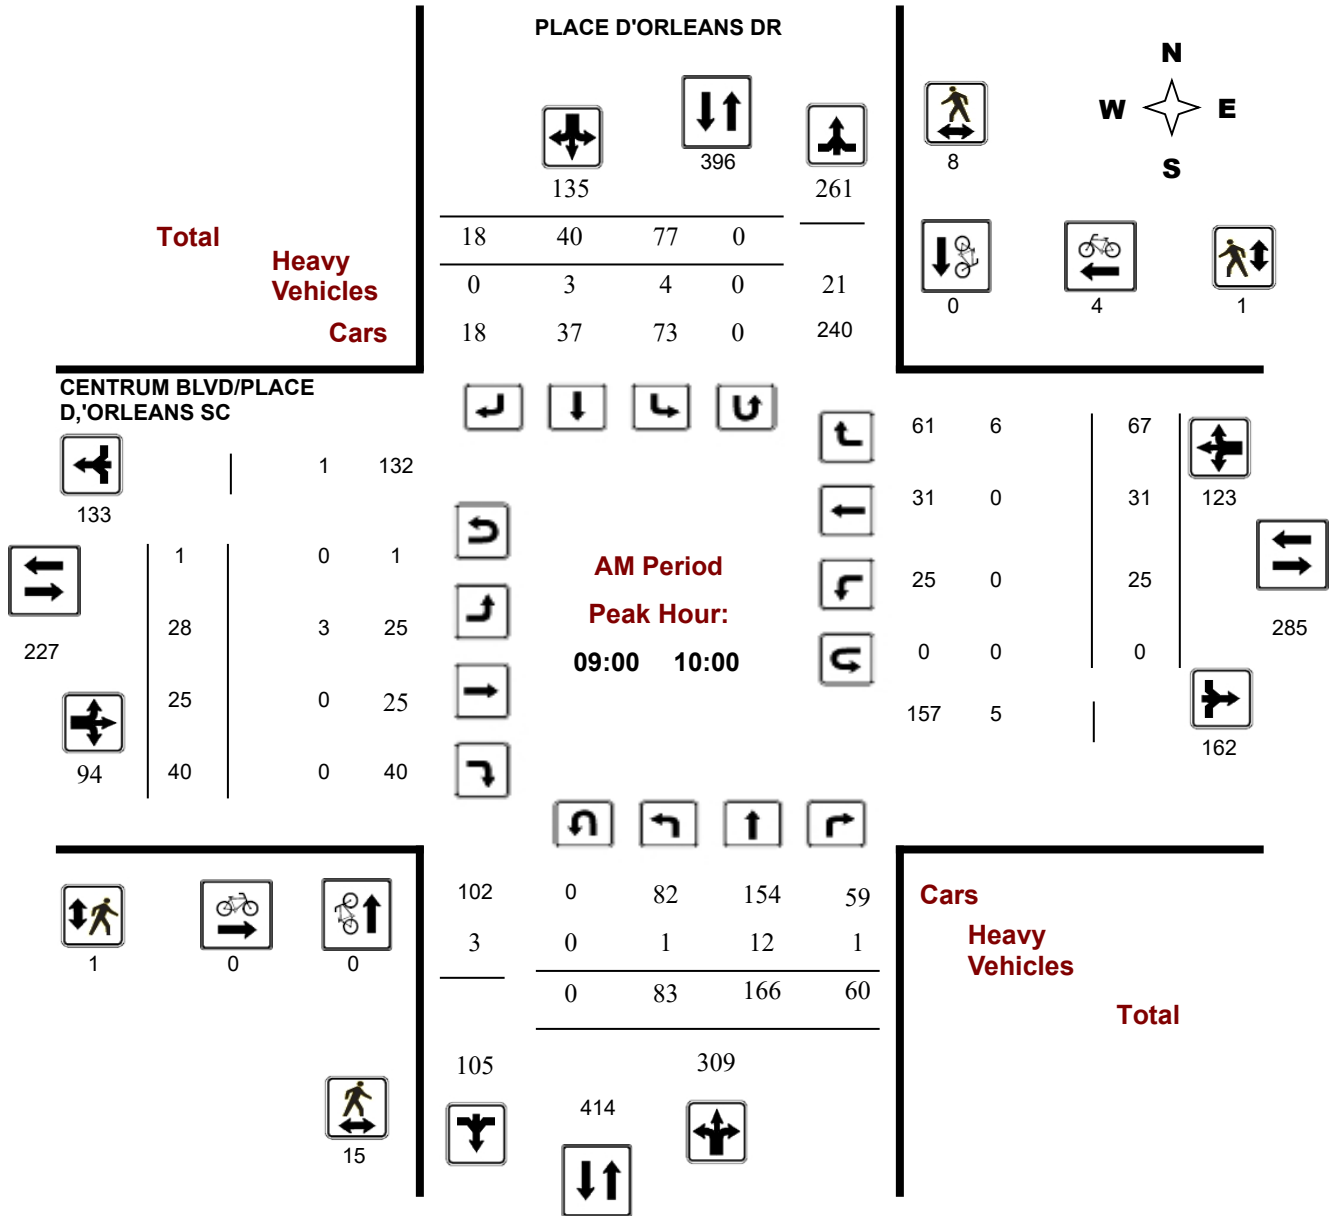 PLACE D'ORLEANS DR
N
W E
S
396
8
135
261
Total
18 40 77 0
Heavy
Vehicles
0 3 4 0 21
0 4 1
Cars
18 37 73 0 240
CENTRUM BLVD/PLACE
D,'ORLEANS SC
61 6 67
1 132
133
31 0 31 123
1 0 1
AM Period
25 0 25
28 3 25
Peak Hour:
285
227
09:00 10:00
0 0 0
25 0 25
157 5
162
94 40 0 40
102 0 82 154 59
Cars
3 0 1 12 1
Heavy
Vehicles
1 0 0
0 83 166 60
Total
105 309
414
15